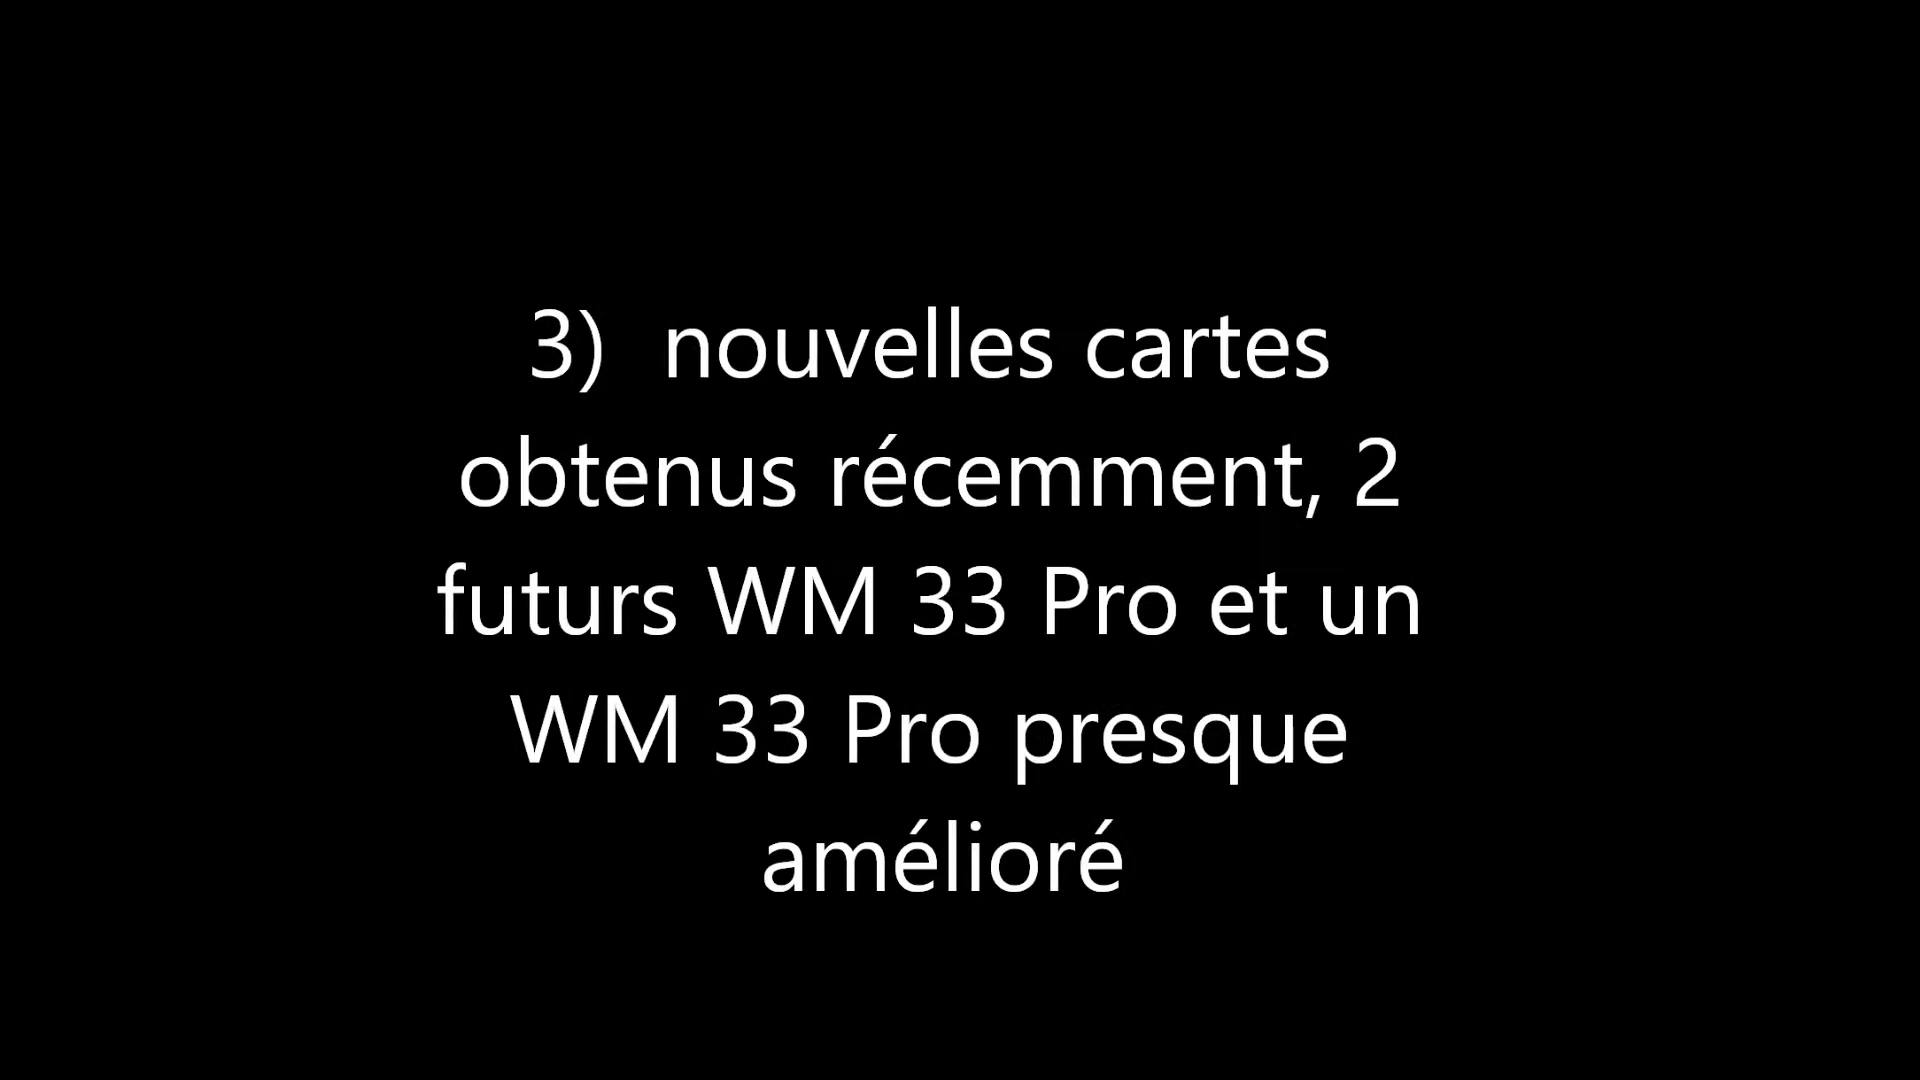 3)  nouvelles cartes
obtenus récemment, 2
futurs WM 33 Pro et un
WM 33 Pro presque
amélioré